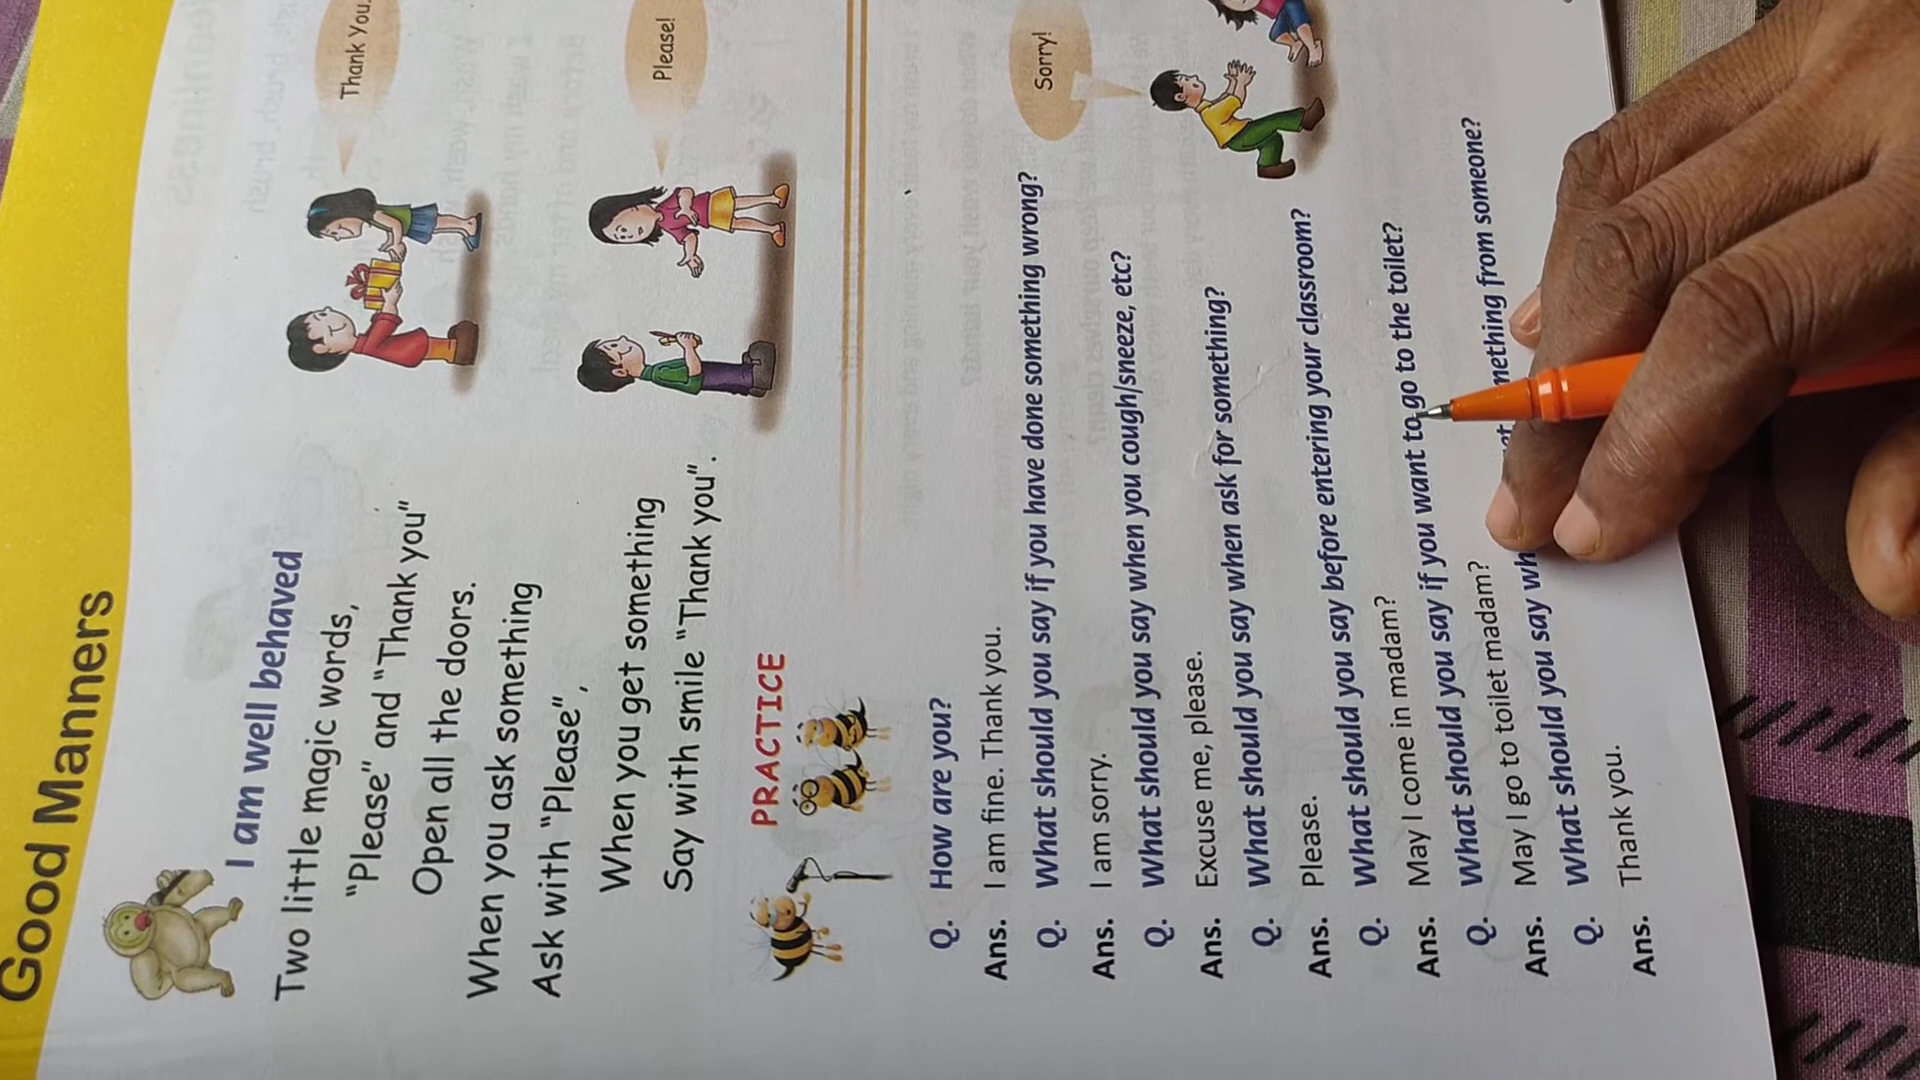 Good Manners
I am well behaved
Two little magic words,
"Please" and "Thank you"
Open all the doors.
When you ask something
Ask with "Please",
When you get something
Say with smile "Thank you".
Thank You.
Please!
PRACTICE
Q. How are you?
Ans. I am fine. Thank you.
Q. What should you say if you have done something wrong?
Ans. I am sorry.
Q. What should you say when you cough/sneeze, etc?
Ans. Excuse me, please.
Q. What should you say when ask for something?
Ans. Please.
Q. What should you say before entering your classroom?
Ans. May I come in madam?
Q. What should you say if you want to go to the toilet?
Ans. May I go to toilet madam?
Q. What should you say from someone?
Ans. Thank you.
Sorry!